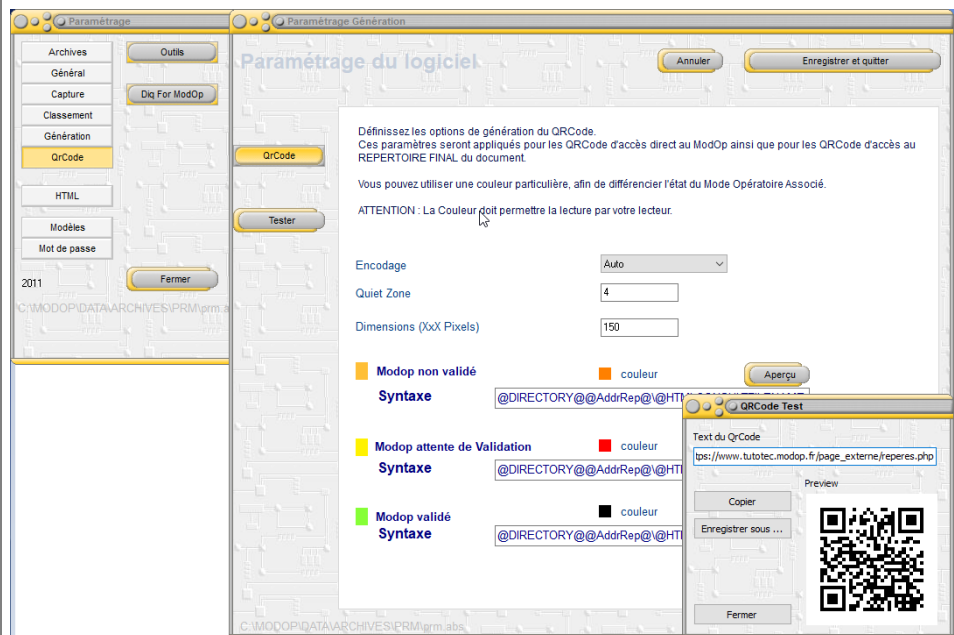 Paramétrage
Archives
Général
Capture
Classement
Génération
QrCode
HTML
Modèles
Mot de passe
2011
Outils
Diq For ModOp
Fermer
C:\MODOP\DATA\ARCHIVES\PRM\prm.a
Paramétrage Génération
Paramétrage du logiciel
Annuler
Enregistrer et quitter
QrCode
Tester
Définissez les options de génération du QRCode.
Ces paramètres seront appliqués pour les QRCode d'accès direct au ModOp ainsi que pour les QRCode d'accès au
REPERTOIRE FINAL du document.
Vous pouvez utiliser une couleur particulière, afin de différencier l'état du Mode Opératoire Associé.
ATTENTION : La Couleur doit permettre la lecture par votre lecteur.
Encodage
Auto
Quiet Zone
4
Dimensions (XxX Pixels)
150
Modop non validé
couleur
Aperçu
Syntaxe
@DIRECTORY@@AddrRep@\@HTM
Modop attente de Validation
couleur
Syntaxe
@DIRECTORY@@AddrRep@\@HTI
Modop validé
couleur
Syntaxe
@DIRECTORY@@AddrRep@\@HTI
C:\MODOP\DATA\ARCHIVES\PRM\prm.abs
QRCode Test
Text du QrCode
tps://www.tutotec.modop.fr/page_externe/reperes.php
Preview
Copier
Enregistrer sous ...
Fermer